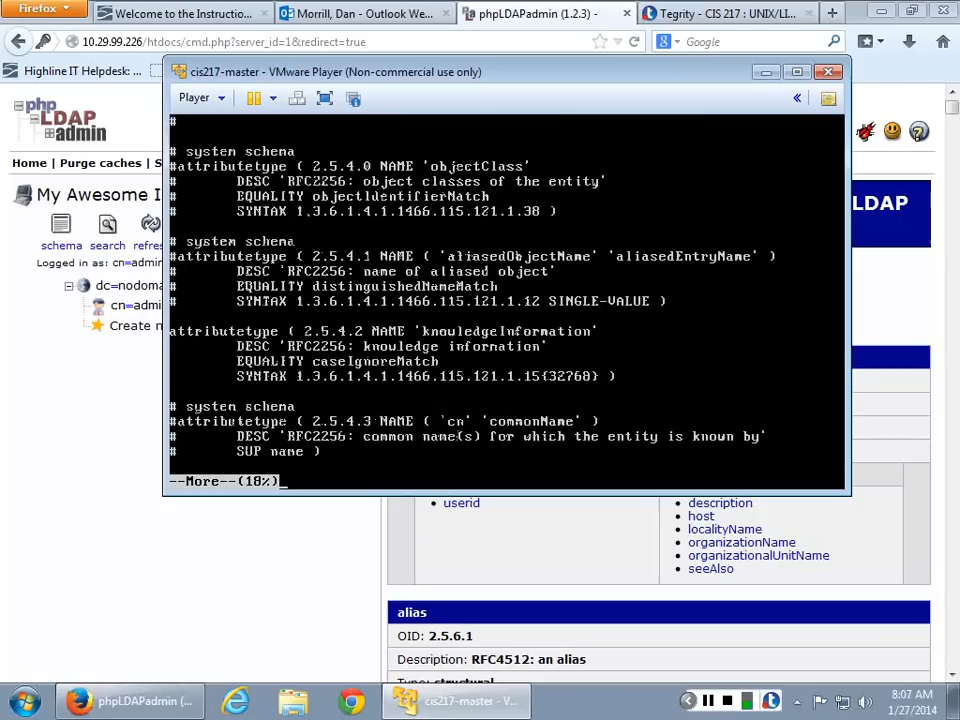 Firefox
Welcome to the Instruction...
Morrill, Dan - Outlook We...
phpLDAPadmin (1.2.3) -
Tegrity - CIS 217 : UNIX/LI...
10.29.99.226/htdocs/cmd.php?server_id=1&redirect=true
Google
Highline IT Helpdesk: ...
cis217-master - VMware Player (Non-commercial use only)
Player
php
LDAP
admin
Home | Purge caches | S
My Awesome
LDAP
schema search refres
Logged in as: cn=admin
dc=nodoma
cn=admi
Create n
#
# system schema
#attributetype ( 2.5.4.0 NAME 'objectClass'
# DESC 'RFC2256: object classes of the entity'
# EQUALITY objectIdentifierMatch
# SYNTAX 1.3.6.1.4.1.1466.115.121.1.38 )
# system schema
#attributetype ( 2.5.4.1 NAME ( 'aliasedObjectName' 'aliasedEntryName' )
# DESC 'RFC2256: name of aliased object'
# EQUALITY distinguishedNameMatch
# SYNTAX 1.3.6.1.4.1.1466.115.121.1.12 SINGLE-VALUE )
attributetype ( 2.5.4.2 NAME 'knowledgeInformation'
DESC 'RFC2256: knowledge information'
EQUALITY caseIgnoreMatch
SYNTAX 1.3.6.1.4.1.1466.115.121.1.15{32768} )
# system schema
#attributetype ( 2.5.4.3 NAME ( 'cn' 'commonName' )
# DESC 'RFC2256: common name(s) for which the entity is known by'
# SUP name )
--More--(18%)
userid
description
host
localityName
organizationName
organizationalUnitName
seeAlso
alias
OID: 2.5.6.1
Description: RFC4512: an alias
Type: structural
phpLDAPadmin (...
cis217-master - V...
8:07 AM
1/27/2014